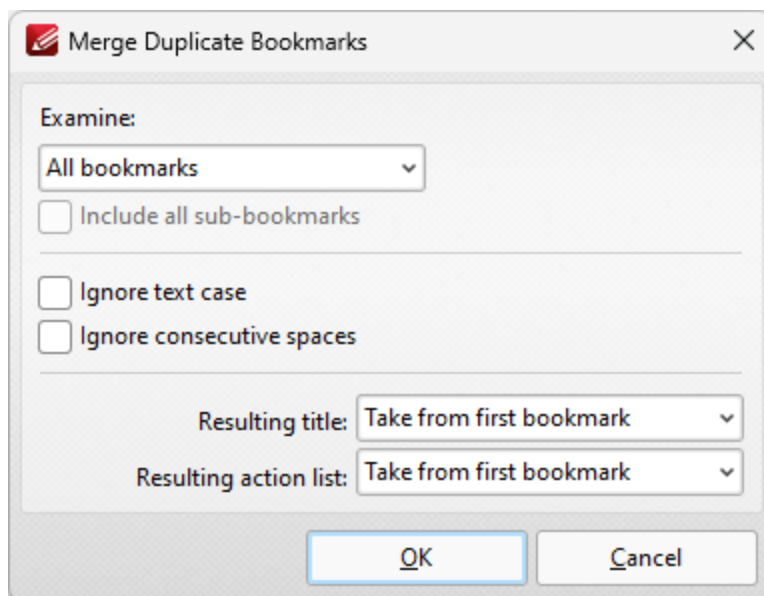 Merge Duplicate Bookmarks
Examine:
All bookmarks
Include all sub-bookmarks
Ignore text case
Ignore consecutive spaces
Resulting title: Take from first bookmark
Resulting action list: Take from first bookmark
OK Cancel